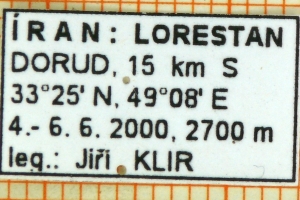 ÍRAN: LORESTAN
DORUD, 15 km S
33°25' N, 49°08' E
4.- 6. 6. 2000, 2700 m
leg.: Jiří KLIR